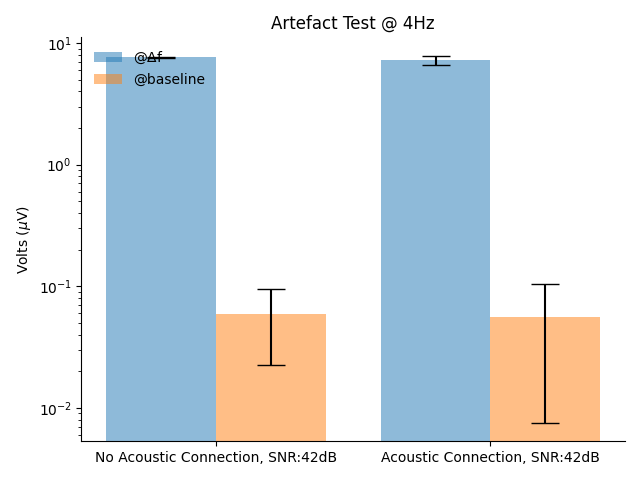 Artefact Test @ 4Hz
@Δf
@baseline
Volts (μV)
10¹
10⁰
10⁻¹
10⁻²
No Acoustic Connection, SNR:42dB
Acoustic Connection, SNR:42dB